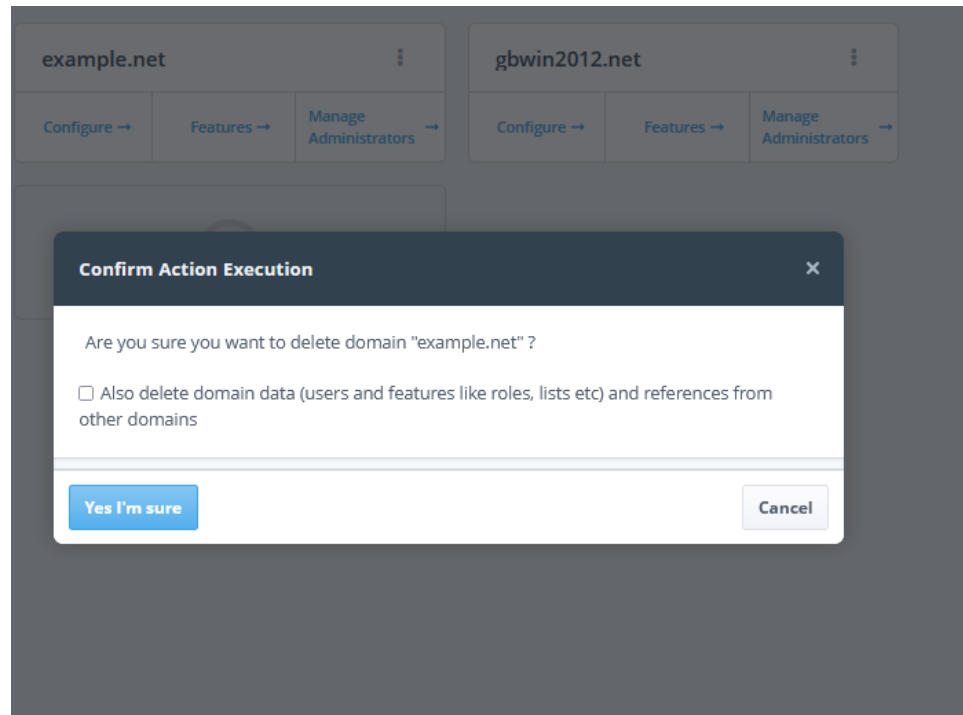 example.net
gbwin2012.net
Configure →
Features →
Manage
Administrators →
Configure →
Features →
Manage
Administrators →
Confirm Action Execution
Are you sure you want to delete domain "example.net" ?
Also delete domain data (users and features like roles, lists etc) and references from
other domains
Yes I'm sure
Cancel